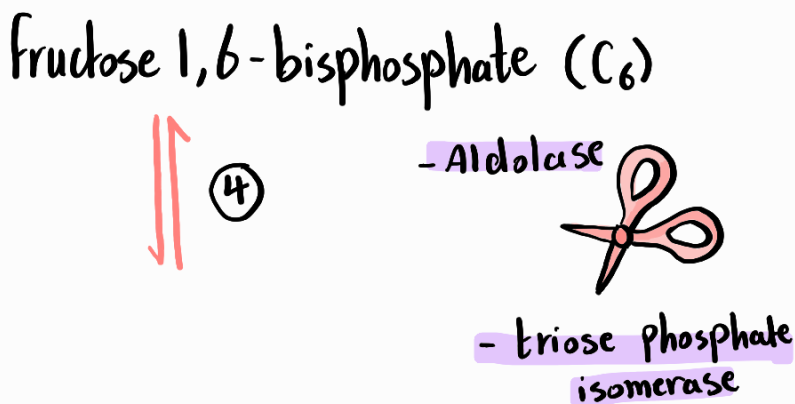 fructose 1,6-bisphosphate (C₆)
4
- Aldolase
- triose phosphate
isomerase